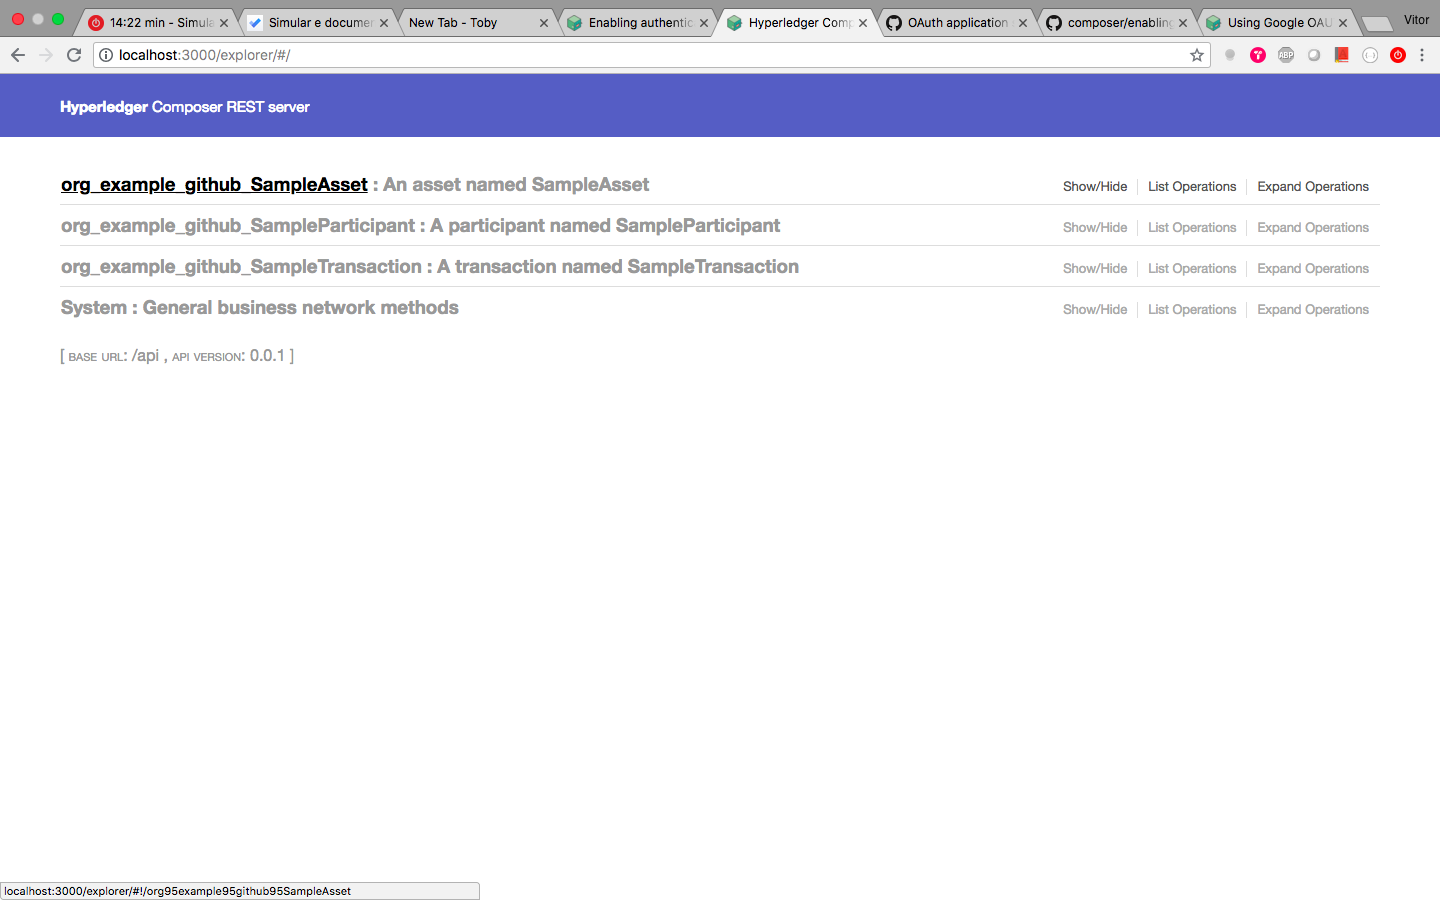 14:22 min - Simula
Simular e documen
New Tab - Toby
Enabling authentic
Hyperledger Comp
OAuth application
composer/enabling
Using Google OAU
Vitor
localhost:3000/explorer/#/
ABP
Hyperledger Composer REST server
org_example_github_SampleAsset : An asset named SampleAsset
Show/Hide List Operations Expand Operations
org_example_github_SampleParticipant : A participant named SampleParticipant
Show/Hide List Operations Expand Operations
org_example_github_SampleTransaction : A transaction named SampleTransaction
Show/Hide List Operations Expand Operations
System : General business network methods
Show/Hide List Operations Expand Operations
[ BASE URL: /api , API VERSION: 0.0.1 ]
localhost:3000/explorer/#!/org95example95github95SampleAsset